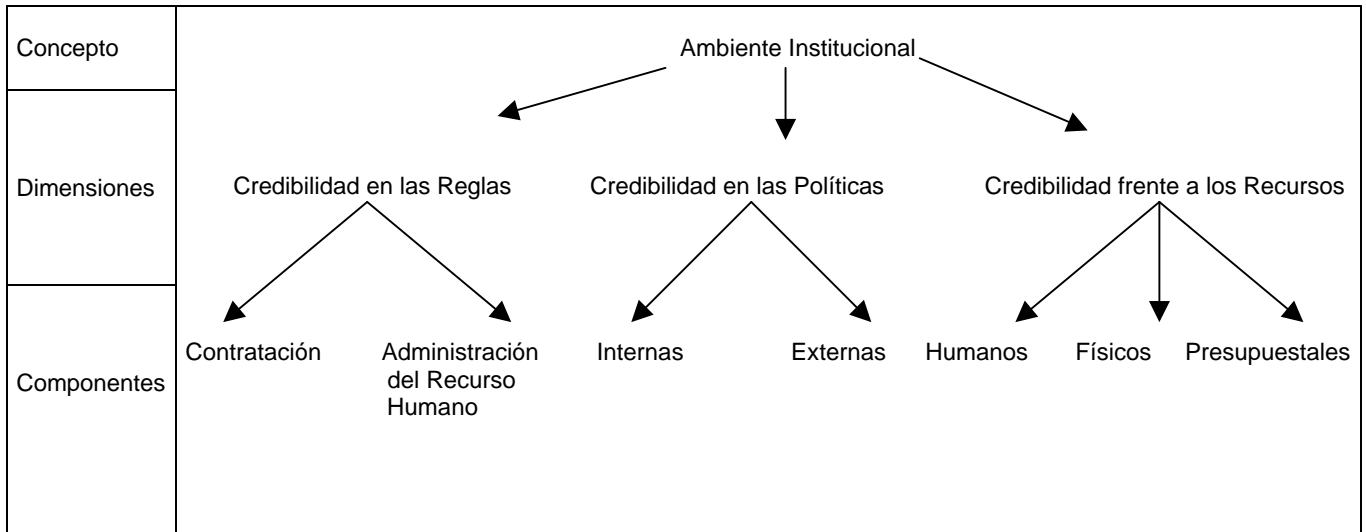 Concepto
Ambiente Institucional
Dimensiones
Credibilidad en las Reglas
Credibilidad en las Políticas
Credibilidad frente a los Recursos
Componentes
Contratación
Administración
del Recurso
Humano
Internas
Externas
Humanos
Físicos
Presupuestales